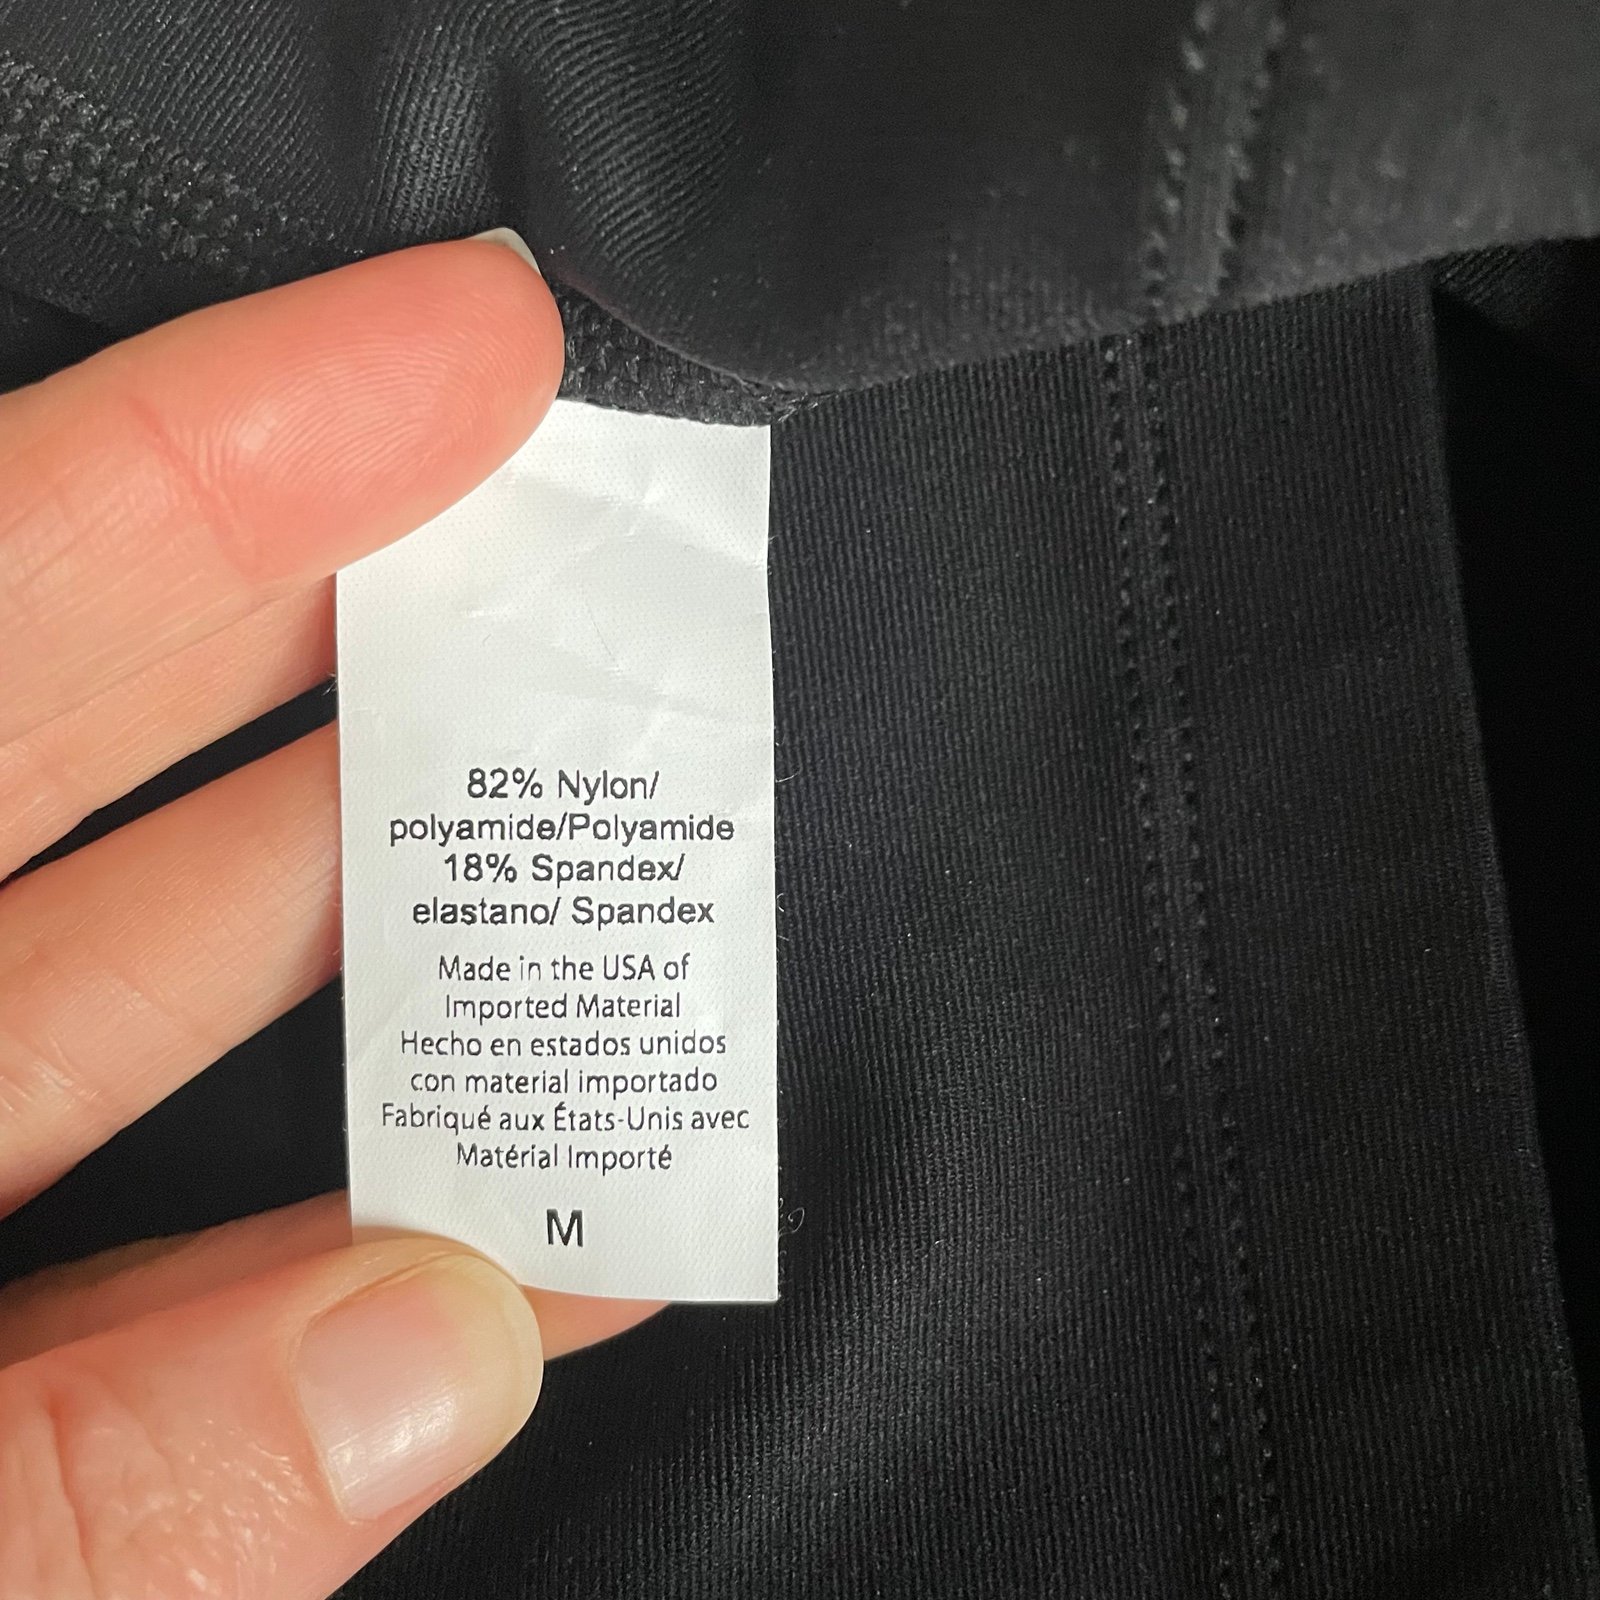 82% Nylon/
polyamide/Polyamide
18% Spandex/
elastano/ Spandex
Made in the USA of
Imported Material
Hecho en estados unidos
con material importado
Fabriqué aux États-Unis avec
Matérial Importé
M